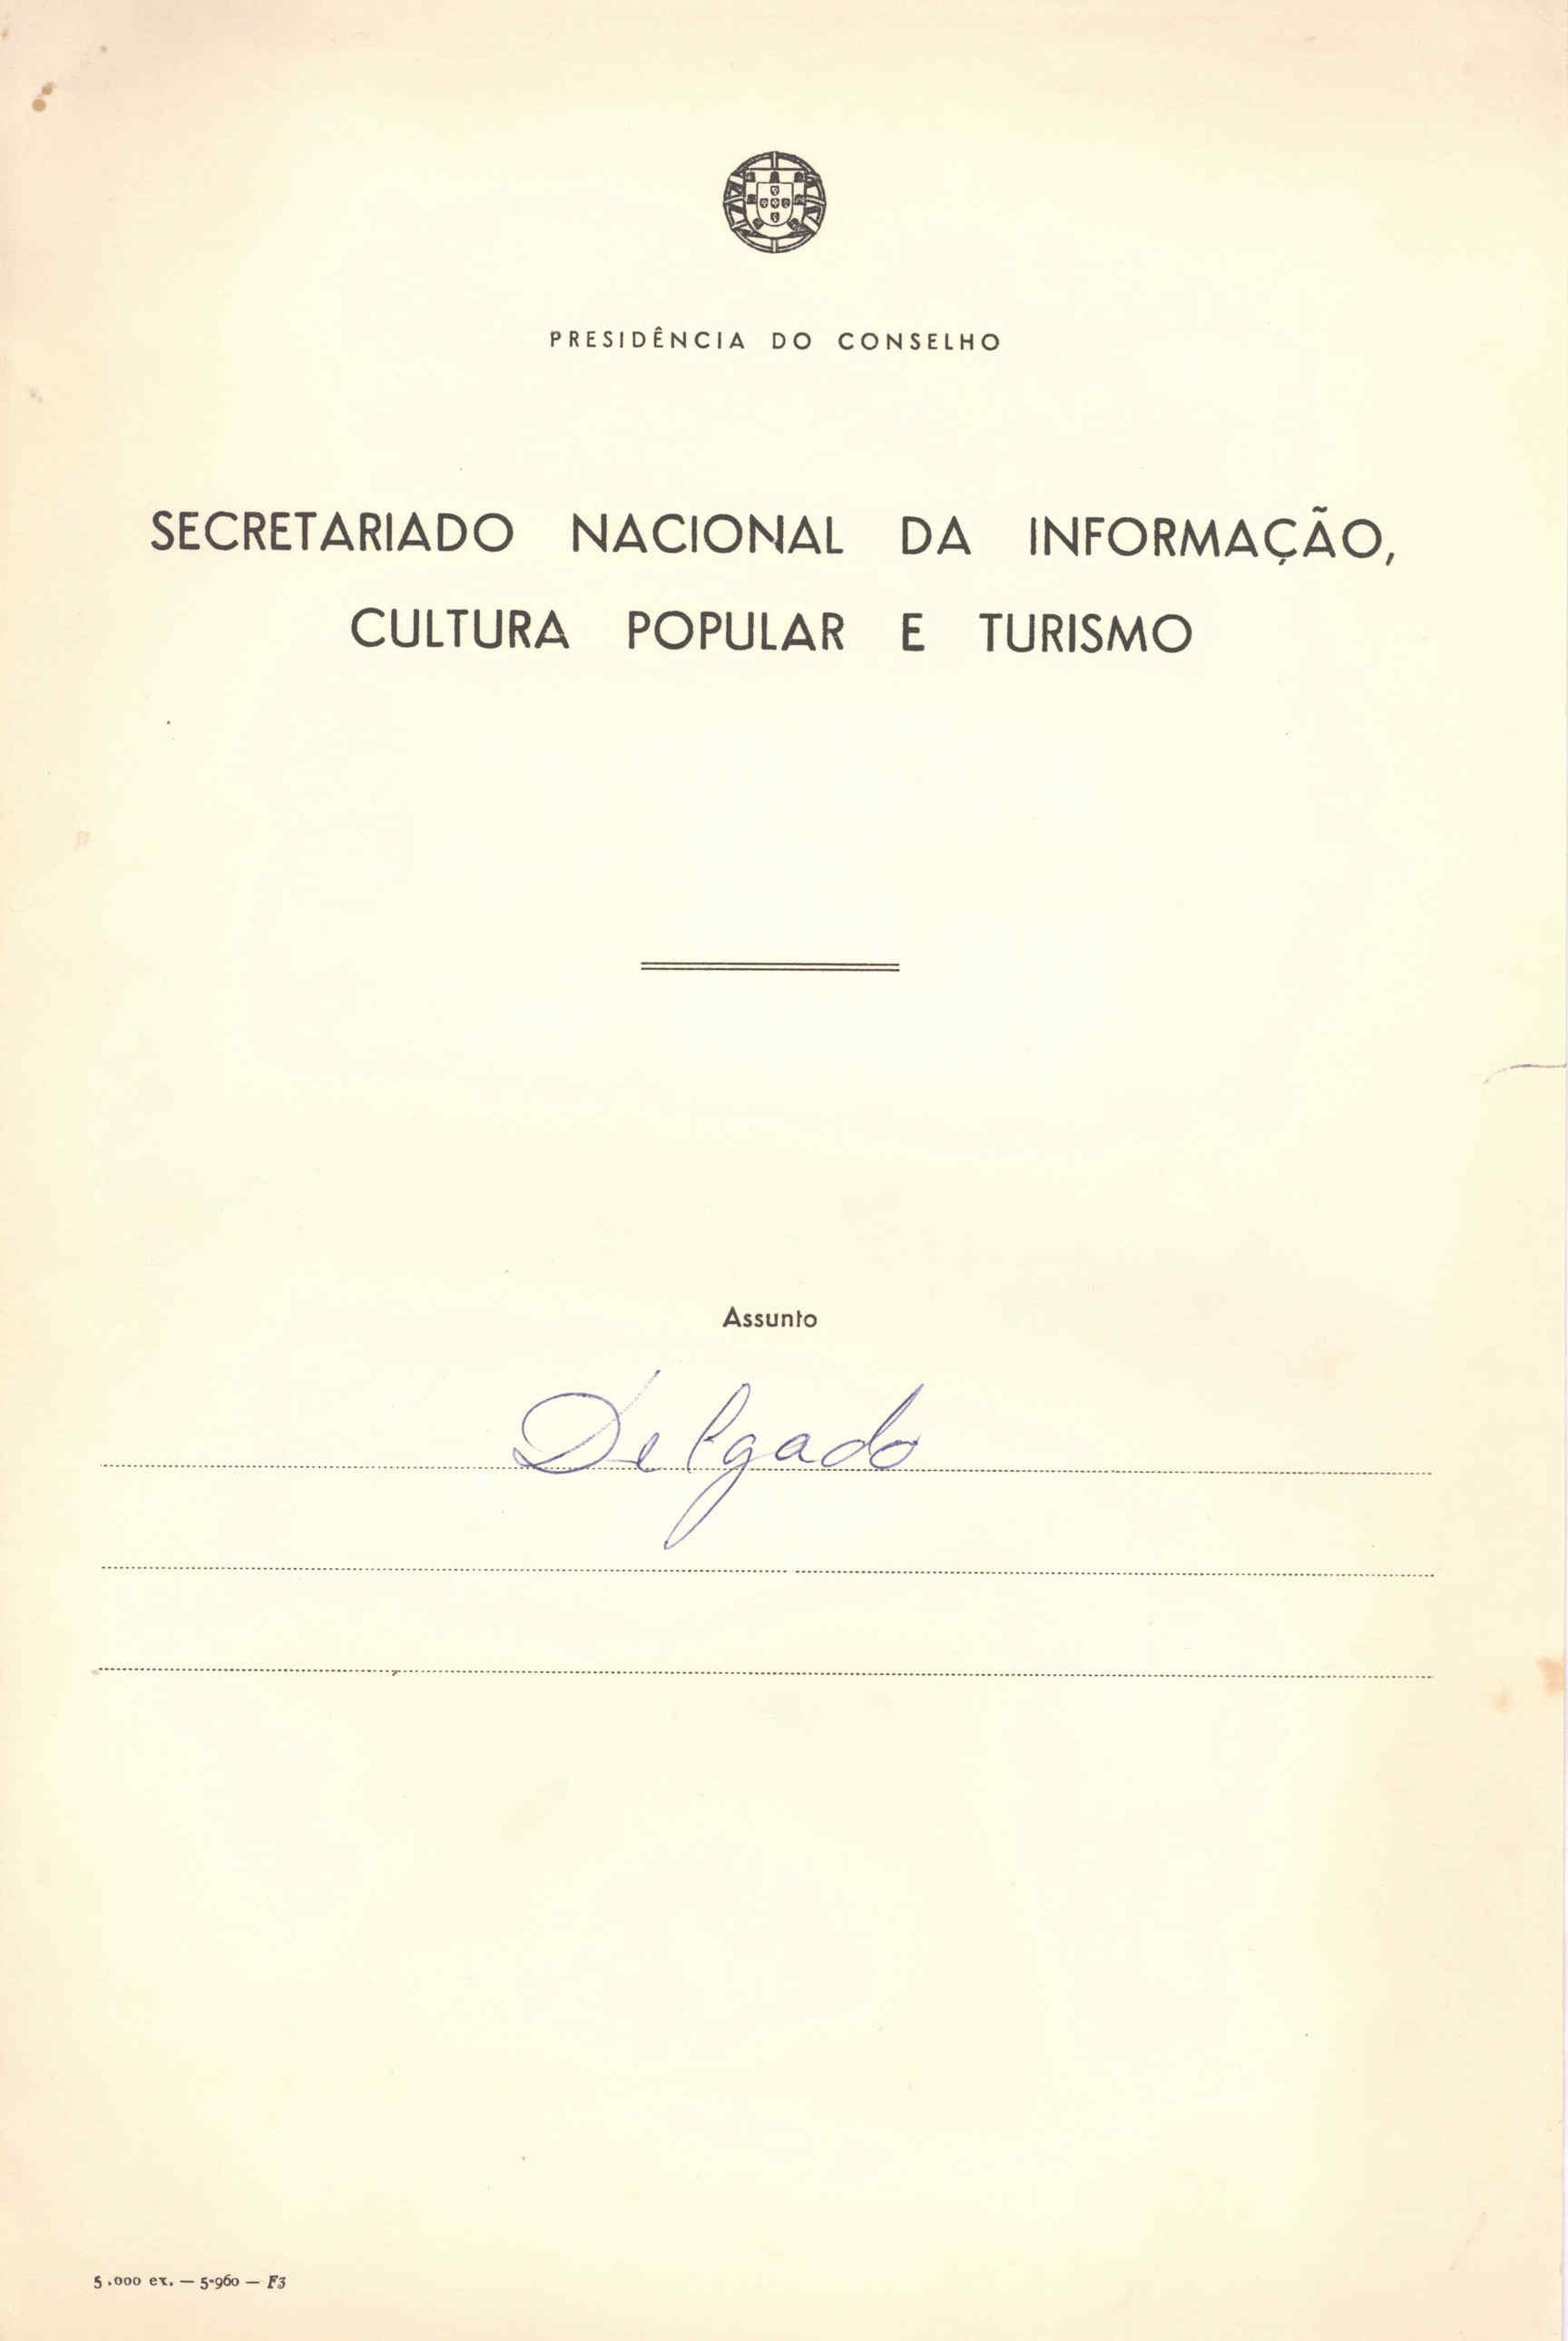 PRESIDÊNCIA DO CONSELHO
SECRETARIADO NACIONAL DA INFORMAÇÃO,
CULTURA POPULAR E TURISMO
Assunto
Delgado
5.000 ex. — 5-960 — F3